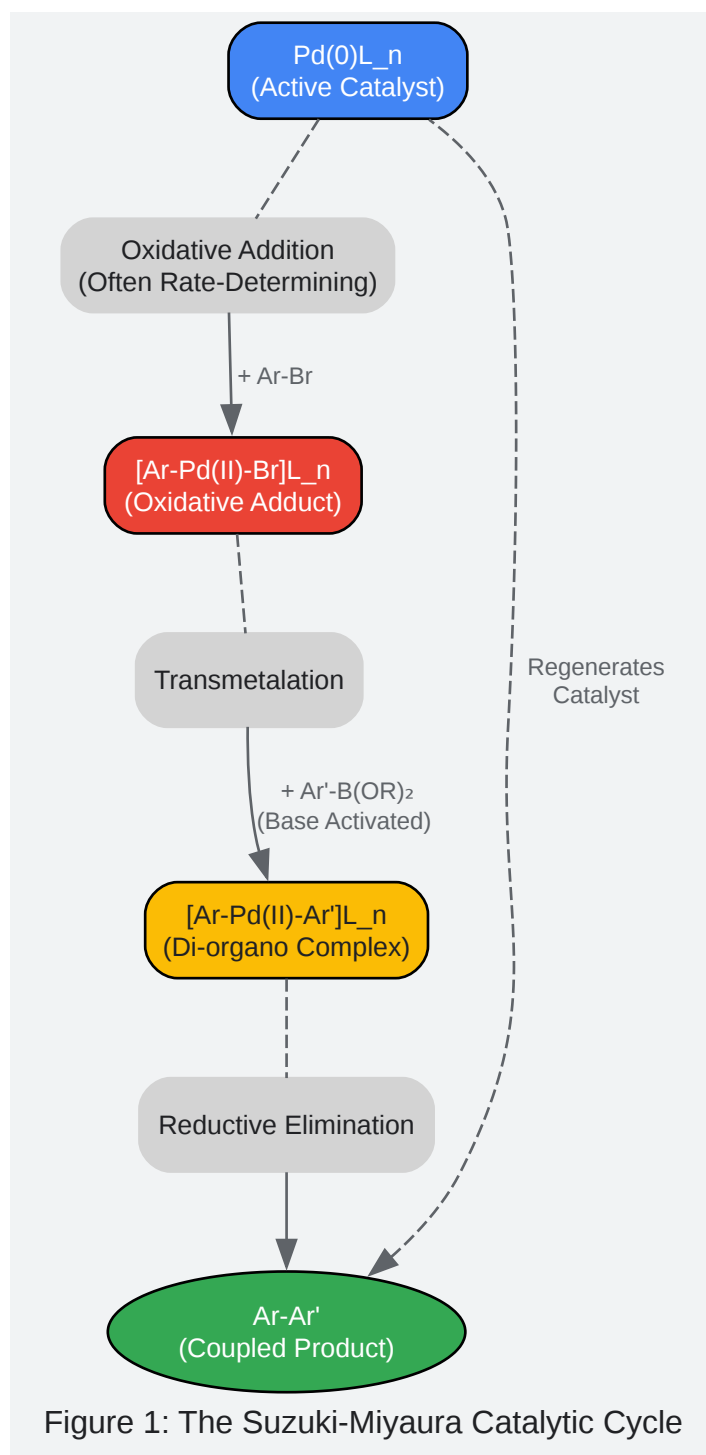 Pd(0)L_n
(Active Catalyst)
Oxidative Addition
(Often Rate-Determining)
+ Ar-Br
[Ar-Pd(II)-Br]L_n
(Oxidative Adduct)
Transmetalation
Regenerates
Catalyst
+ Ar'-B(OR)₂
(Base Activated)
[Ar-Pd(II)-Ar']L_n
(Di-organo Complex)
Reductive Elimination
Ar-Ar'
(Coupled Product)
Figure 1: The Suzuki-Miyaura Catalytic Cycle